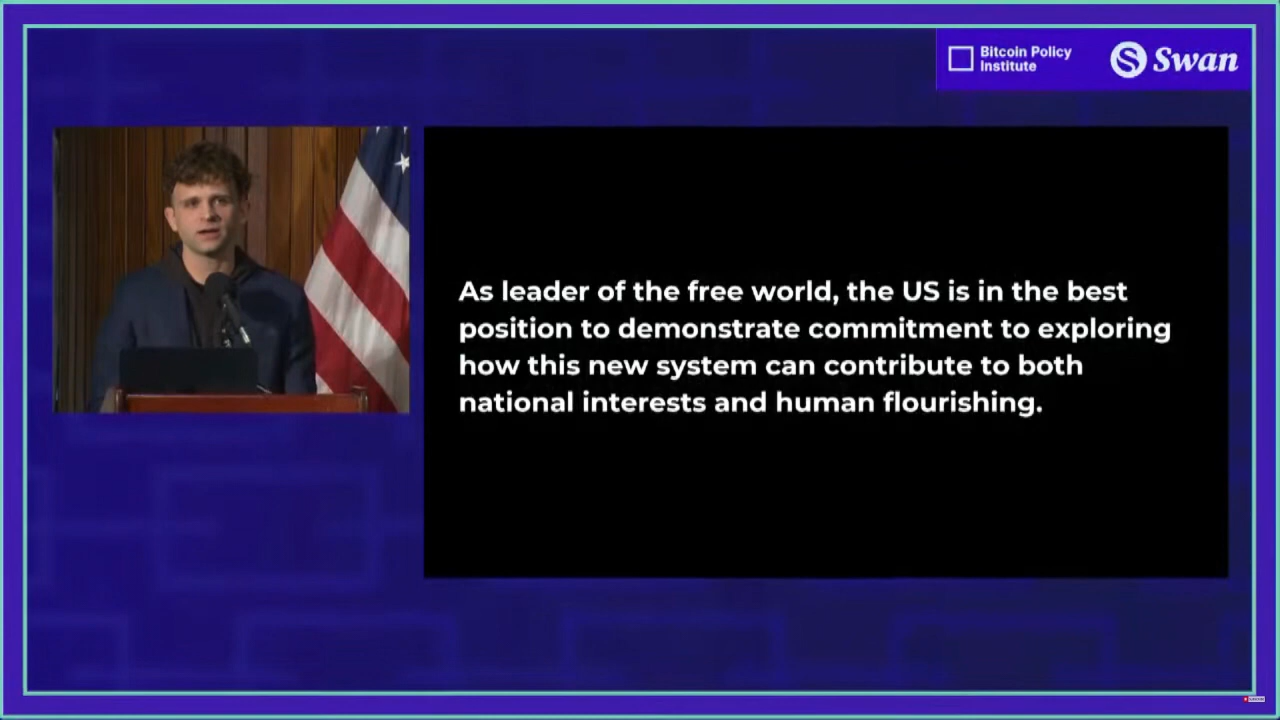 Bitcoin Policy
Institute
Swan
As leader of the free world, the US is in the best
position to demonstrate commitment to exploring
how this new system can contribute to both
national interests and human flourishing.